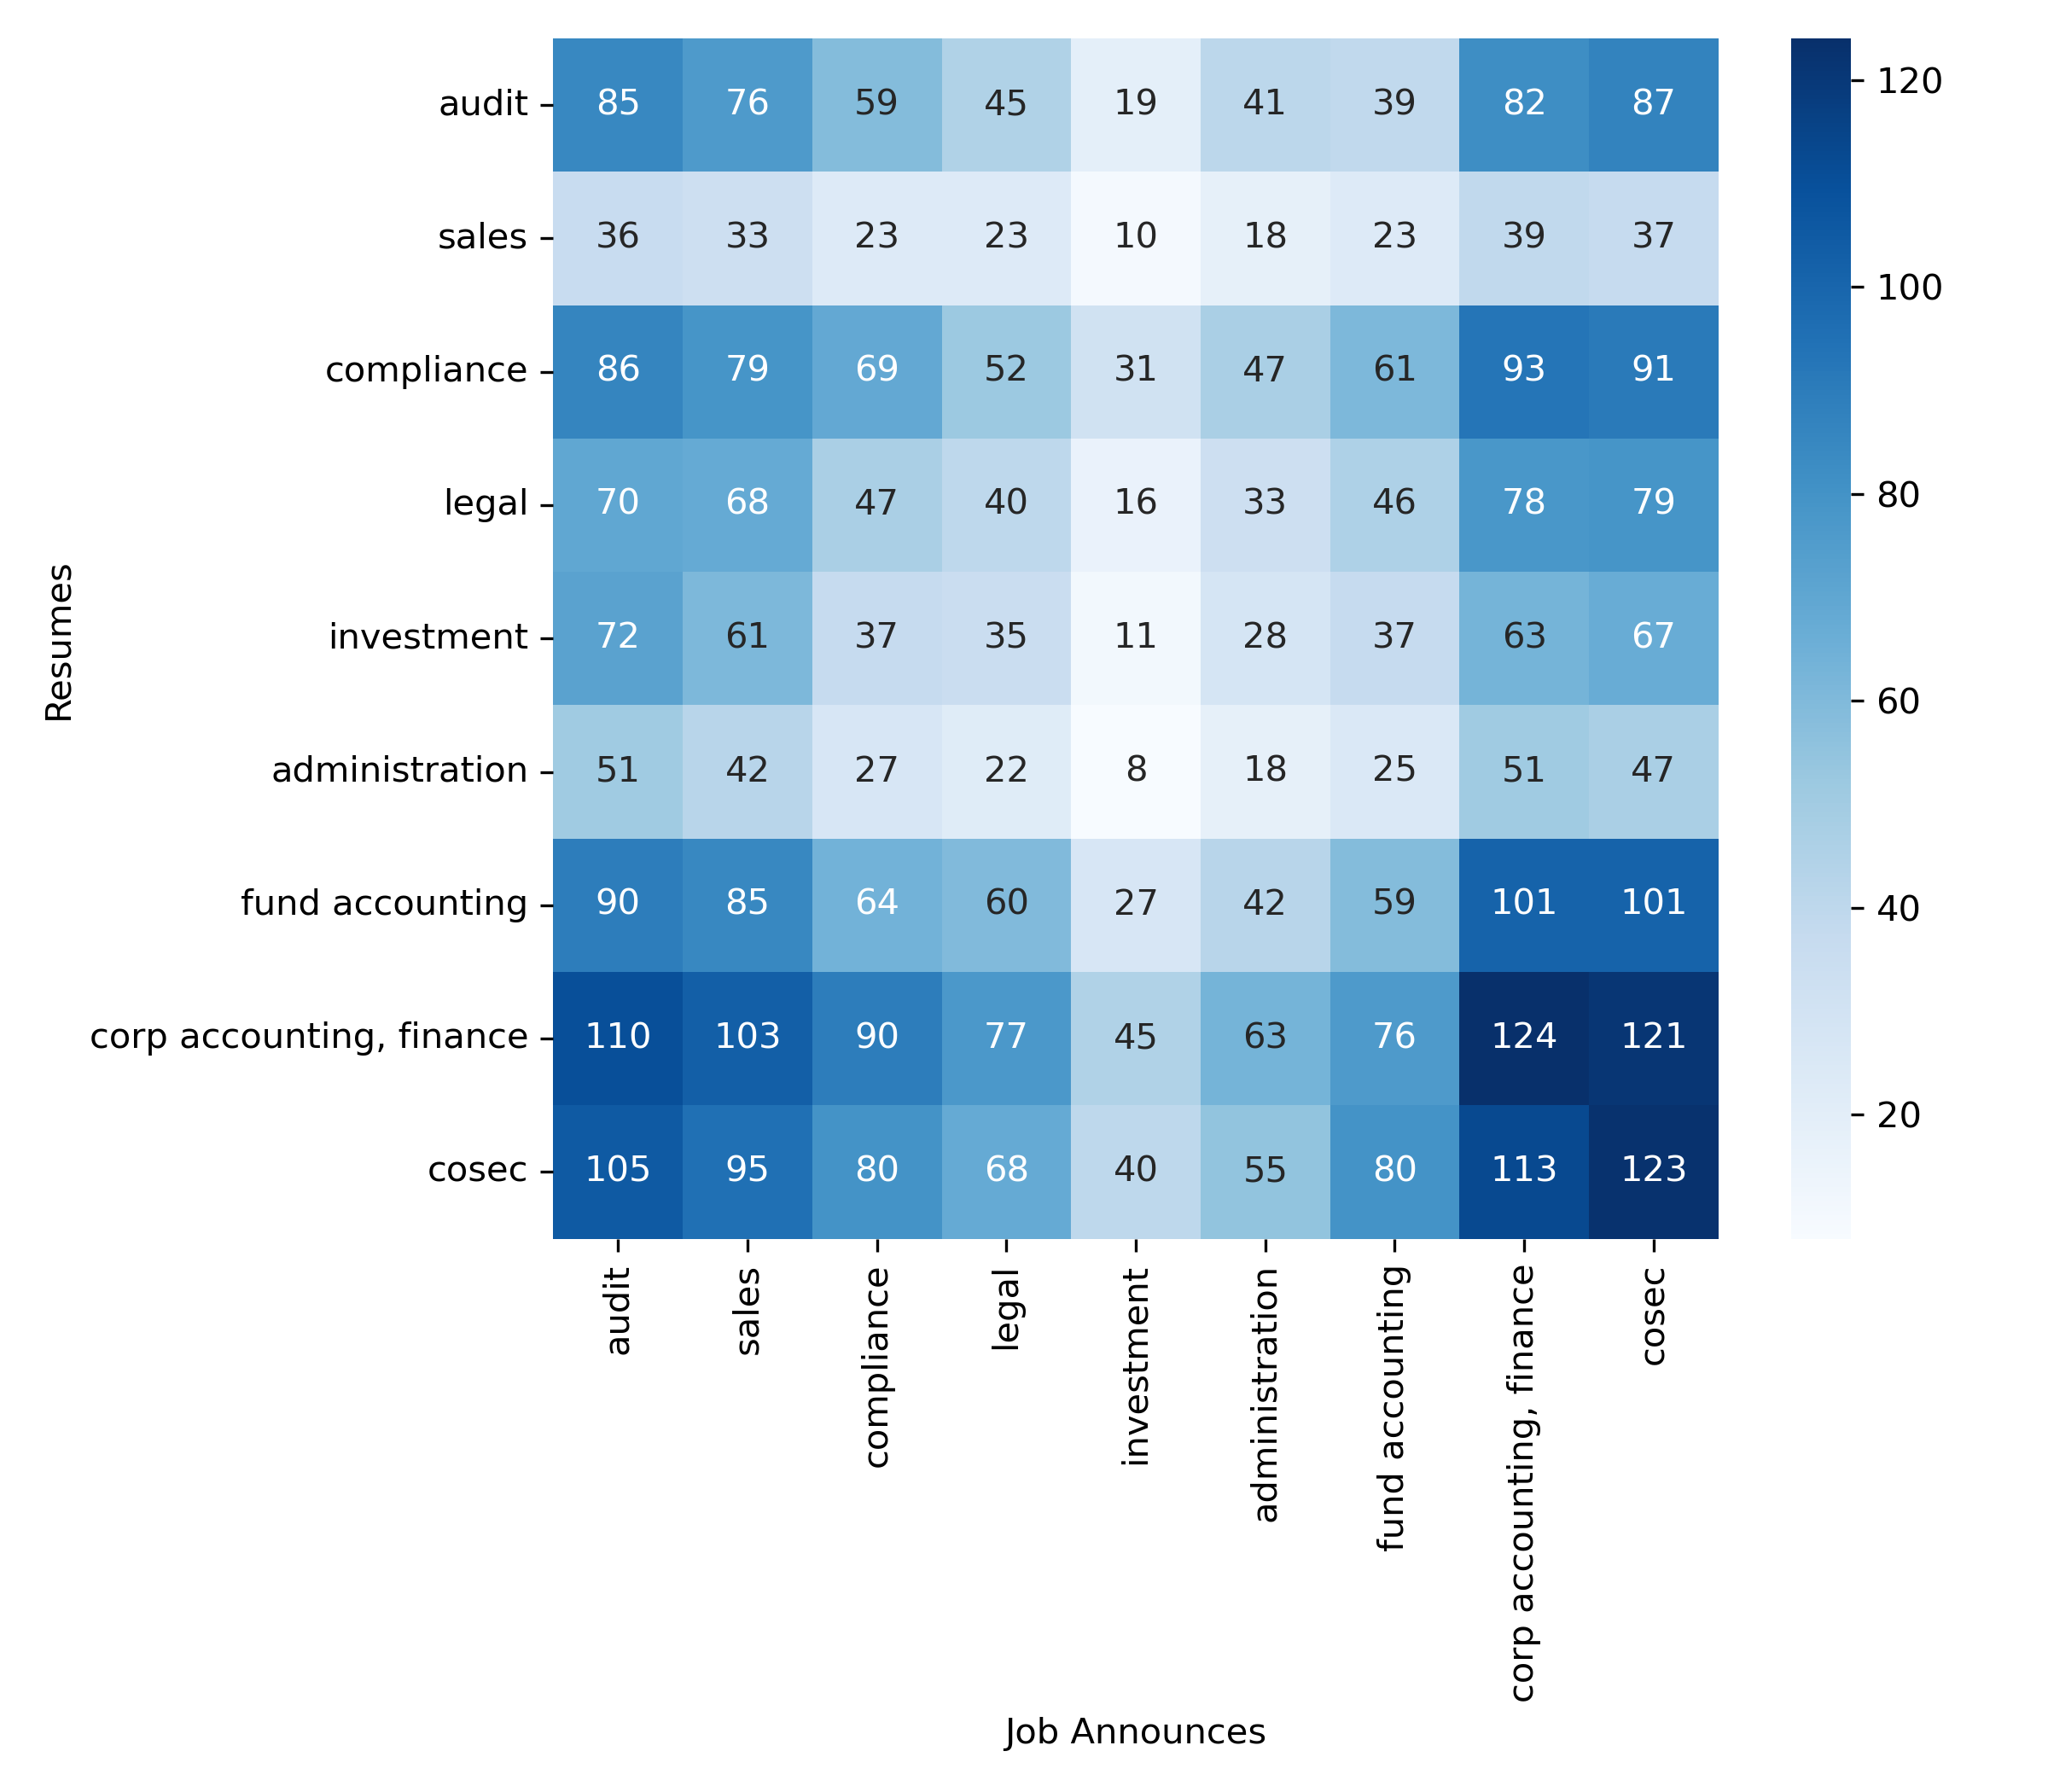 audit 85 76 59 45 19 41 39 82 87
sales 36 33 23 23 10 18 23 39 37
compliance 86 79 69 52 31 47 61 93 91
legal 70 68 47 40 16 33 46 78 79
investment 72 61 37 35 11 28 37 63 67
administration 51 42 27 22 8 18 25 51 47
fund accounting 90 85 64 60 27 42 59 101 101
corp accounting, finance 110 103 90 77 45 63 76 124 121
cosec 105 95 80 68 40 55 80 113 123
Resumes
audit
sales
compliance
legal
investment
administration
fund accounting
corp accounting, finance
cosec
Job Announces
120
100
80
60
40
20